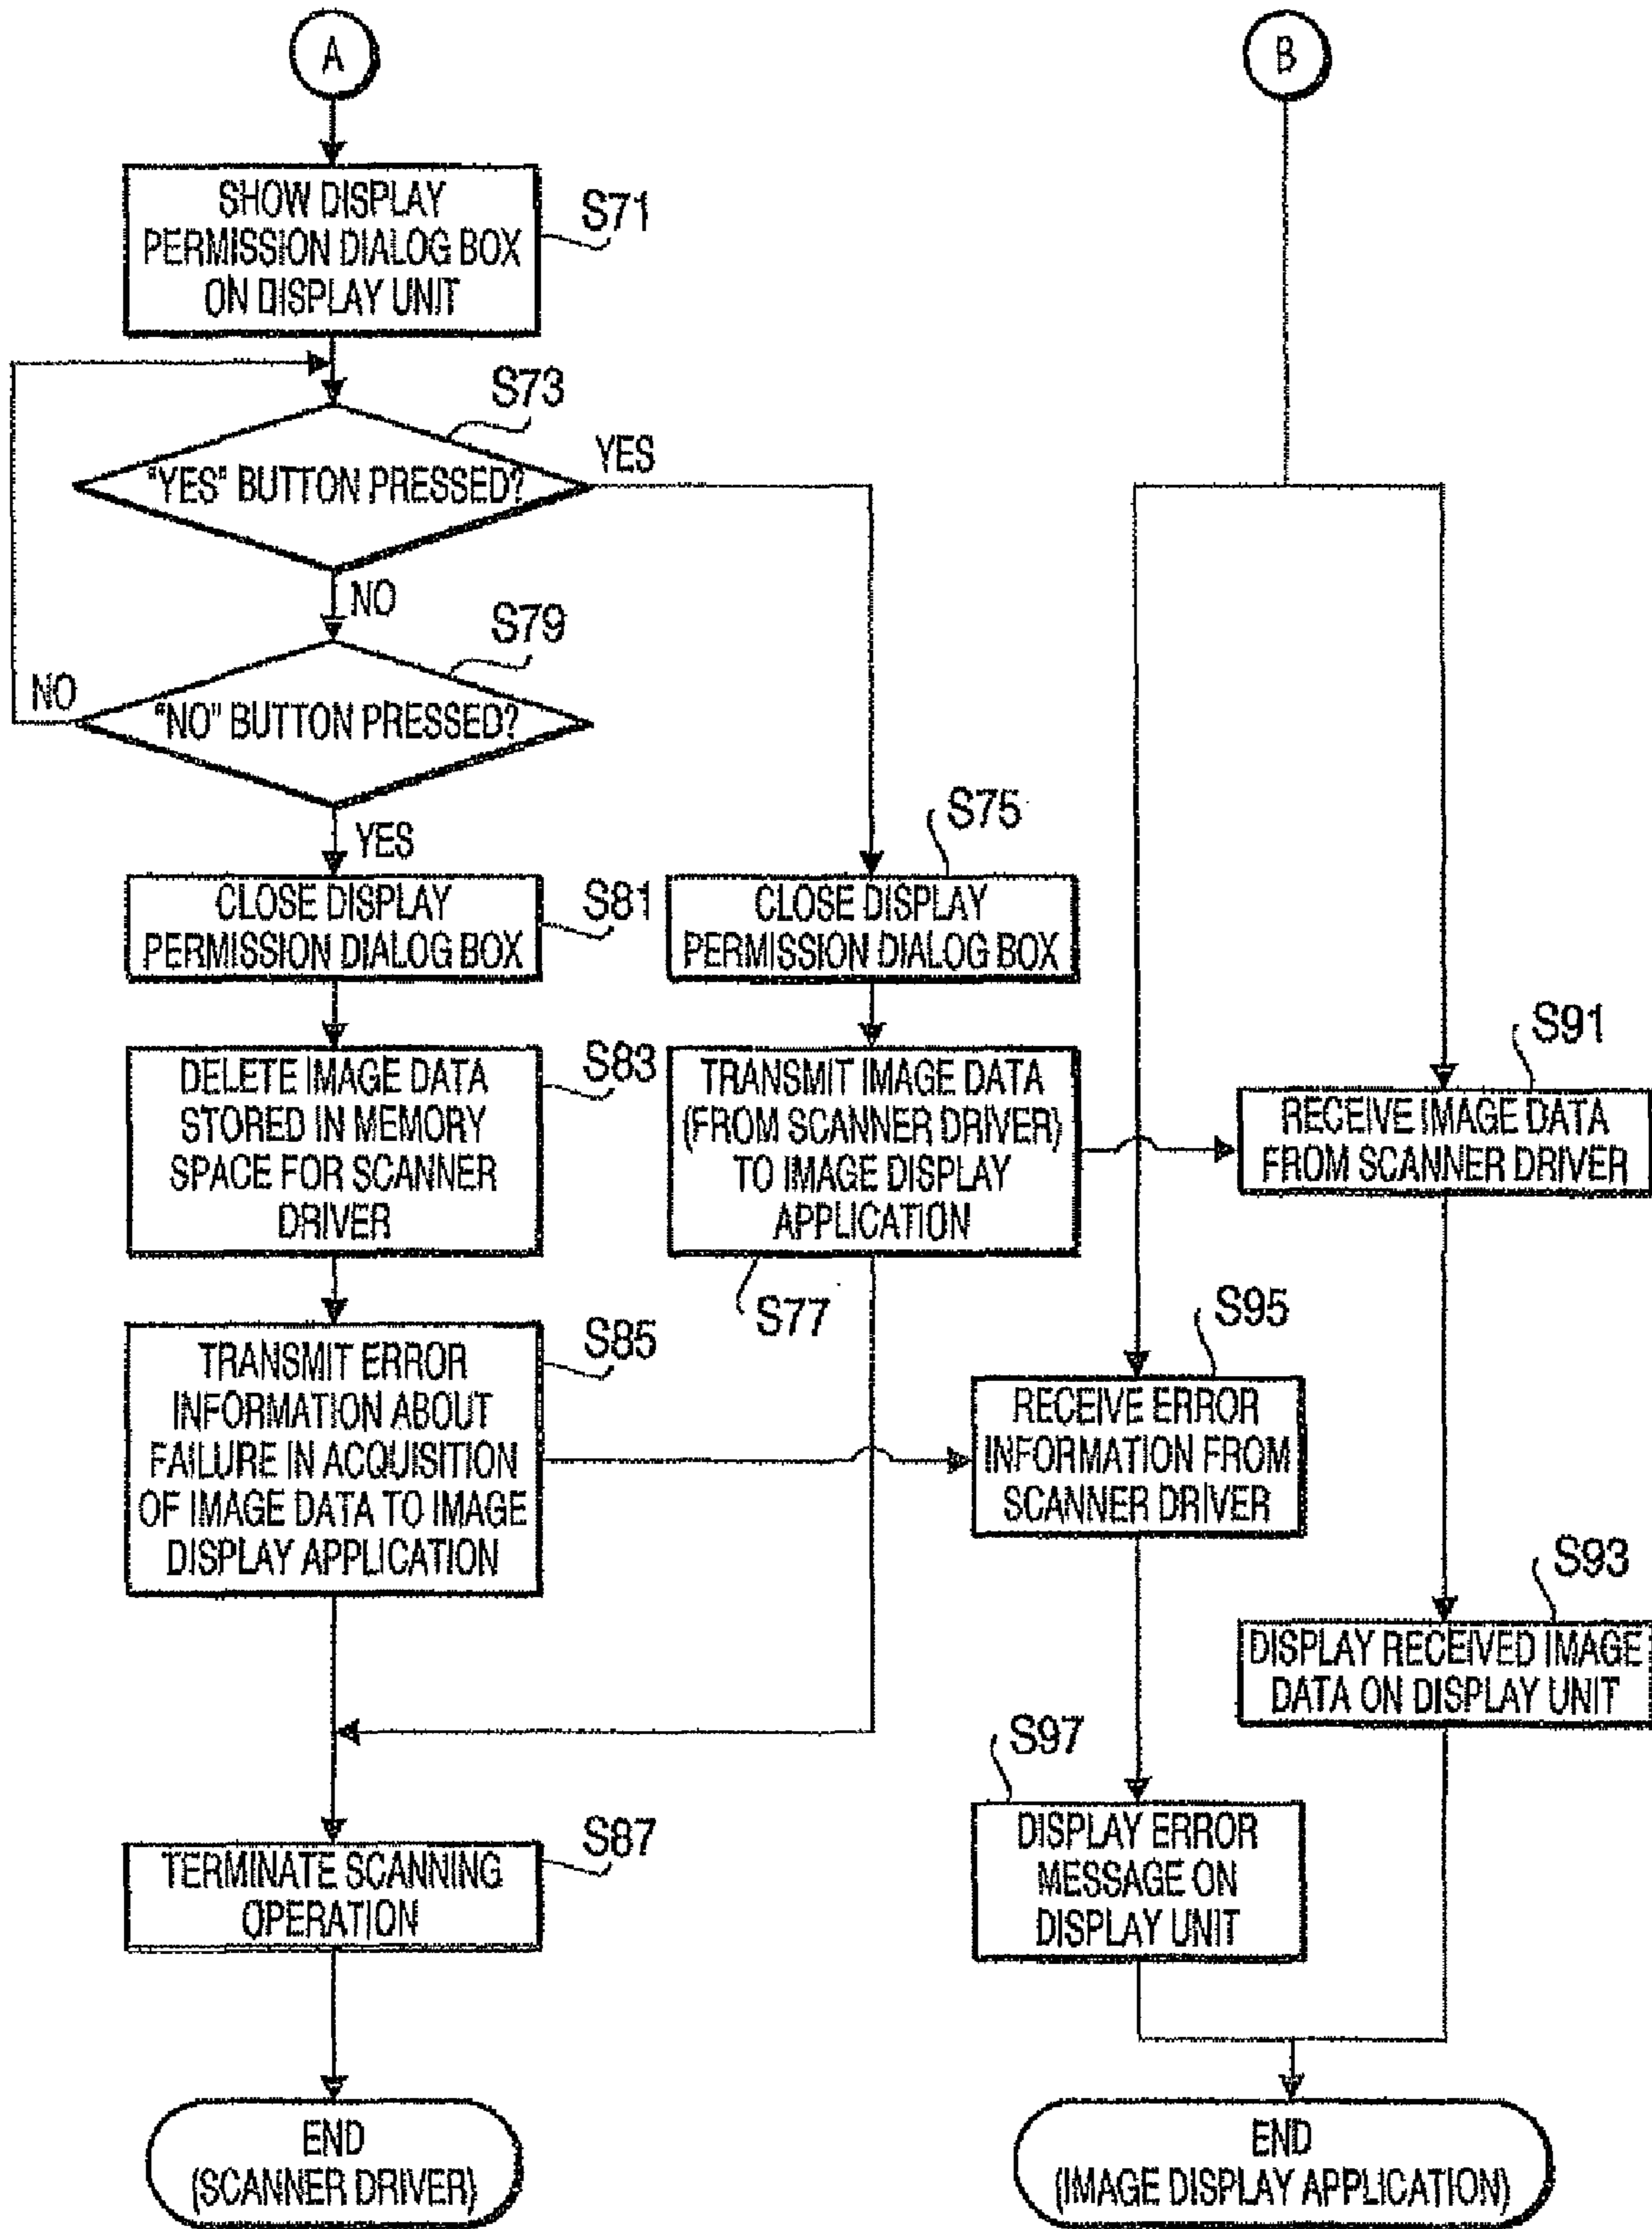 A
B
SHOW DISPLAY
PERMISSION DIALOG BOX
ON DISPLAY UNIT
S71
S73
"YES" BUTTON PRESSED?
YES
NO
S79
"NO" BUTTON PRESSED?
NO
YES
CLOSE DISPLAY
PERMISSION DIALOG BOX
S81
S75
CLOSE DISPLAY
PERMISSION DIALOG BOX
DELETE IMAGE DATA
STORED IN MEMORY
SPACE FOR SCANNER
DRIVER
S83
TRANSMIT IMAGE DATA
(FROM SCANNER DRIVER)
TO IMAGE DISPLAY
APPLICATION
S77
S91
RECEIVE IMAGE DATA
FROM SCANNER DRIVER
TRANSMIT ERROR
INFORMATION ABOUT
FAILURE IN ACQUISITION
OF IMAGE DATA TO IMAGE
DISPLAY APPLICATION
S85
S95
RECEIVE ERROR
INFORMATION FROM
SCANNER DRIVER
S93
DISPLAY RECEIVED IMAGE
DATA ON DISPLAY UNIT
S97
DISPLAY ERROR
MESSAGE ON
DISPLAY UNIT
TERMINATE SCANNING
OPERATION
S87
END
(SCANNER DRIVER)
END
(IMAGE DISPLAY APPLICATION)